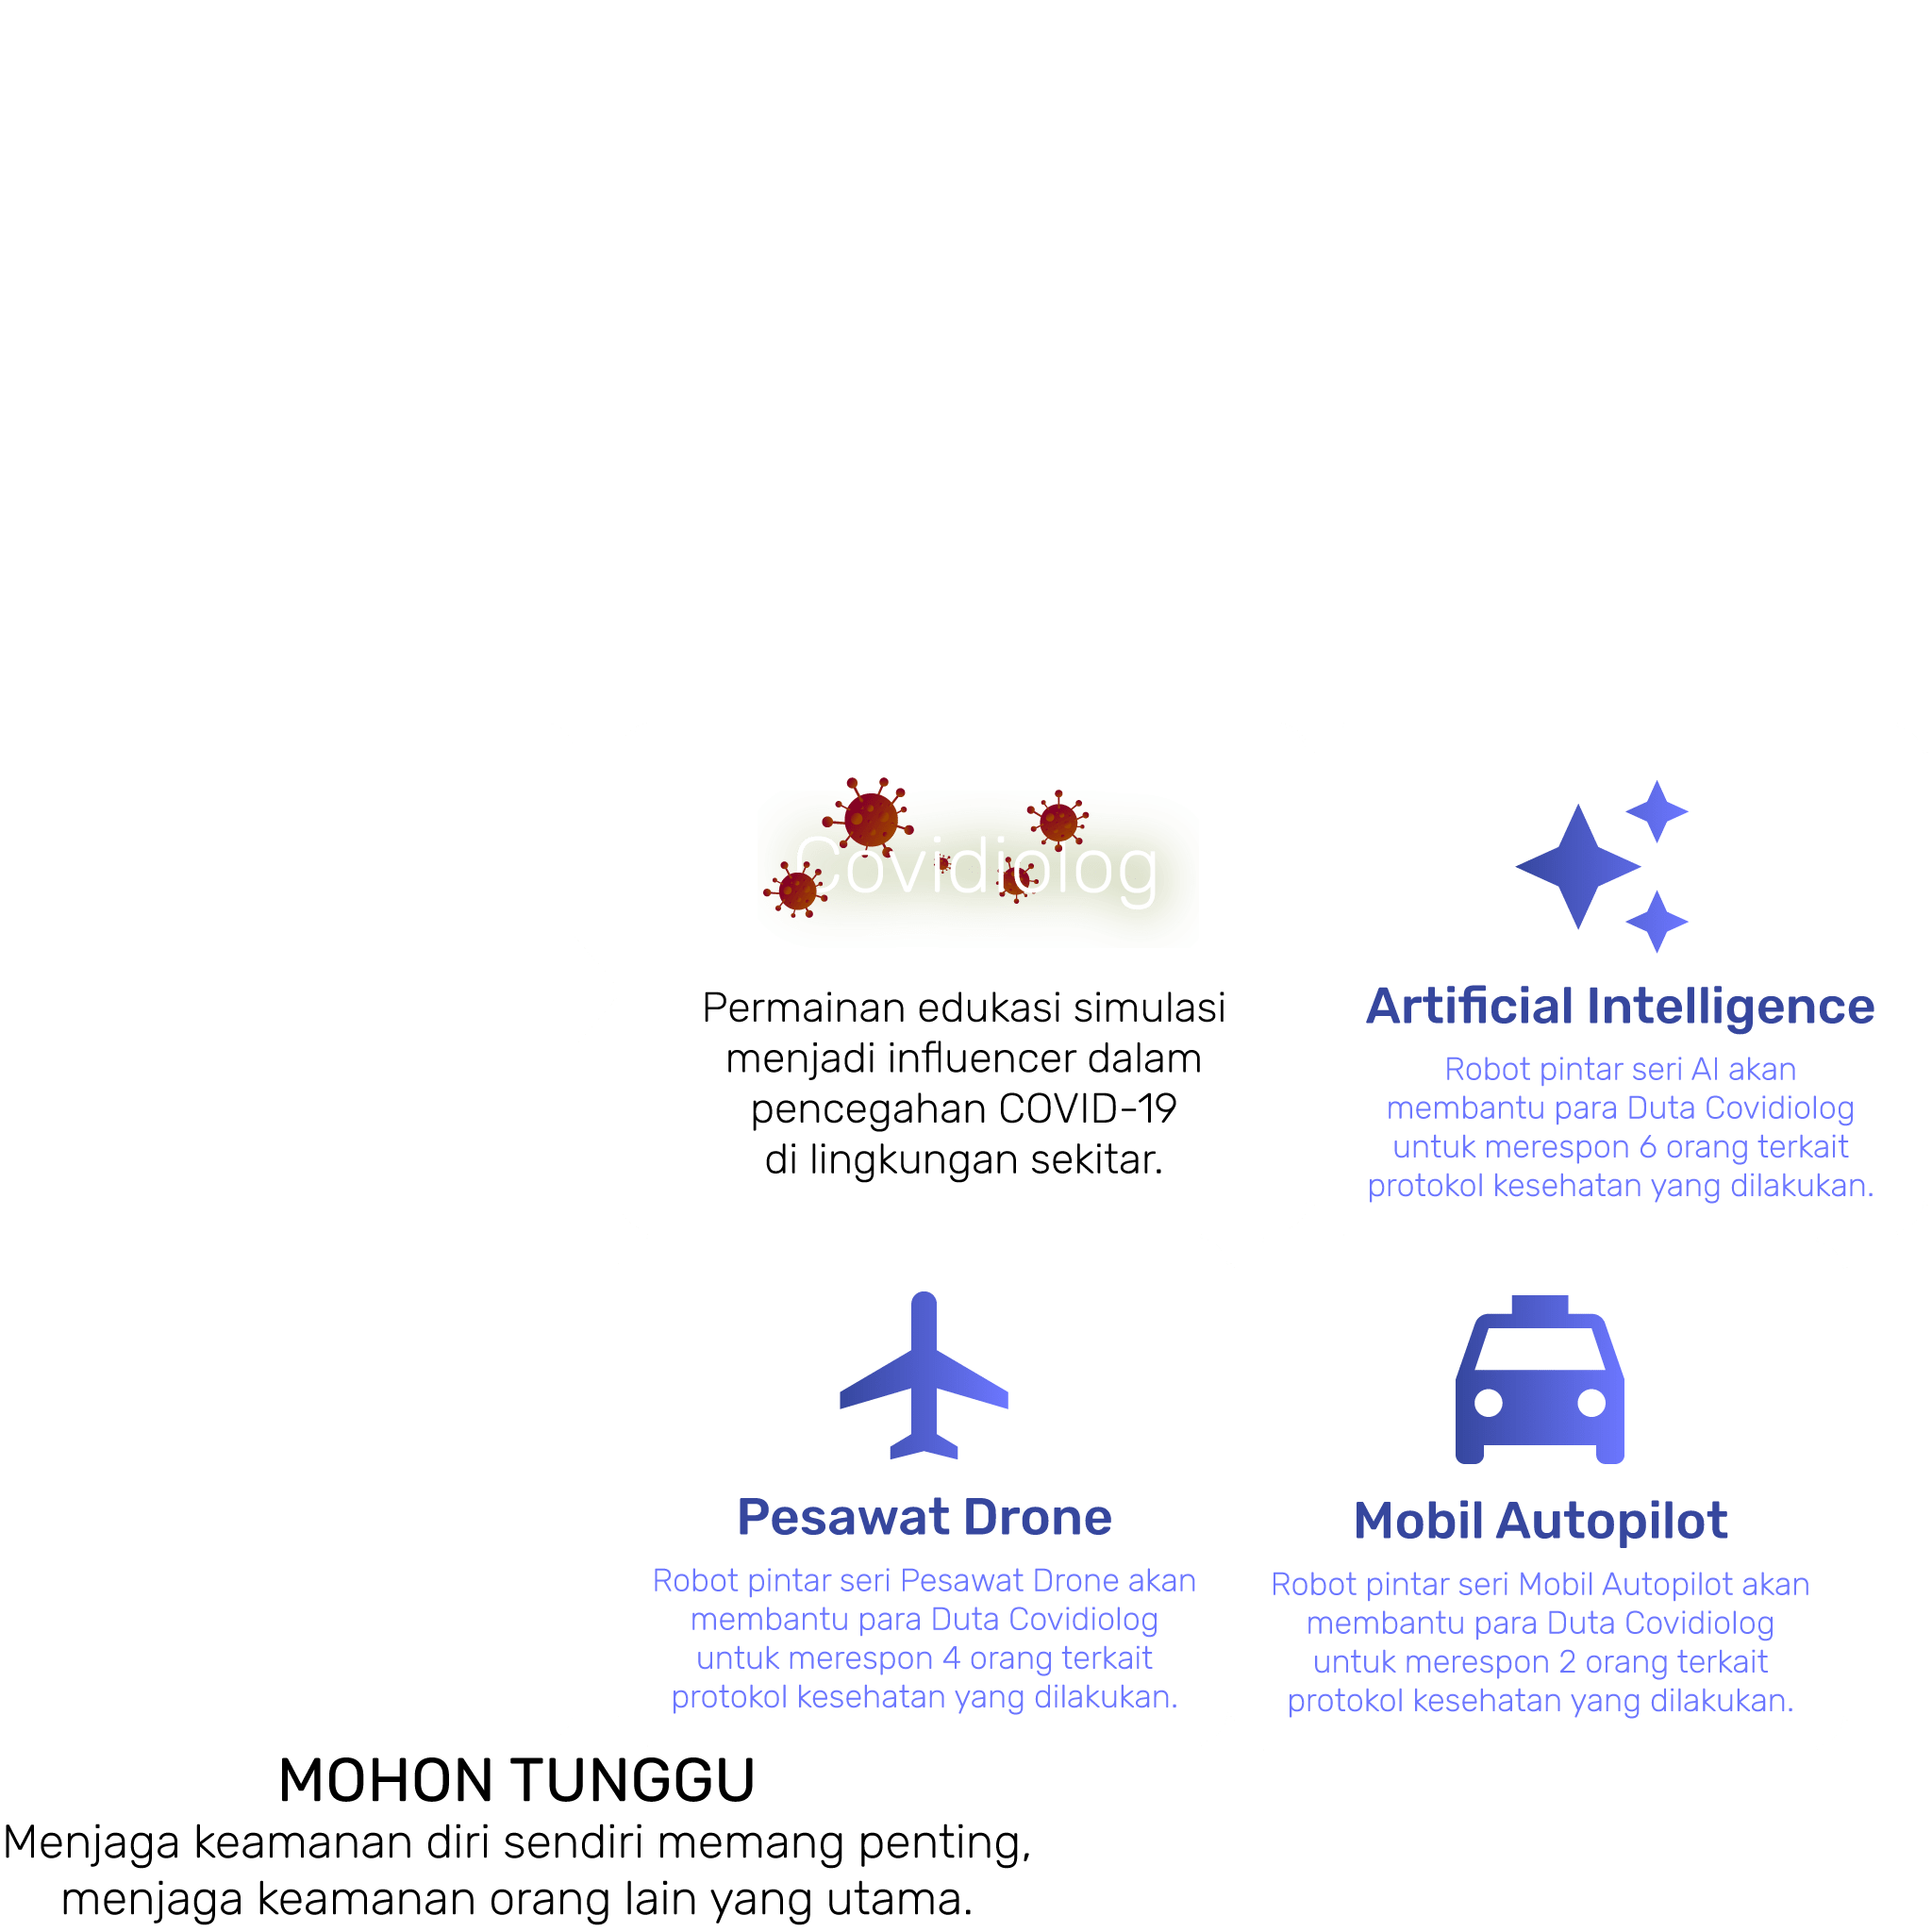 Covidiolog
Permainan edukasi simulasi
menjadi influencer dalam
pencegahan COVID-19
di lingkungan sekitar.
Artificial Intelligence
Robot pintar seri AI akan
membantu para Duta Covidiolog
untuk merespon 6 orang terkait
protokol kesehatan yang dilakukan.
Pesawat Drone
Robot pintar seri Pesawat Drone akan
membantu para Duta Covidiolog
untuk merespon 4 orang terkait
protokol kesehatan yang dilakukan.
Mobil Autopilot
Robot pintar seri Mobil Autopilot akan
membantu para Duta Covidiolog
untuk merespon 2 orang terkait
protokol kesehatan yang dilakukan.
MOHON TUNGGU
Menjaga keamanan diri sendiri memang penting,
menjaga keamanan orang lain yang utama.